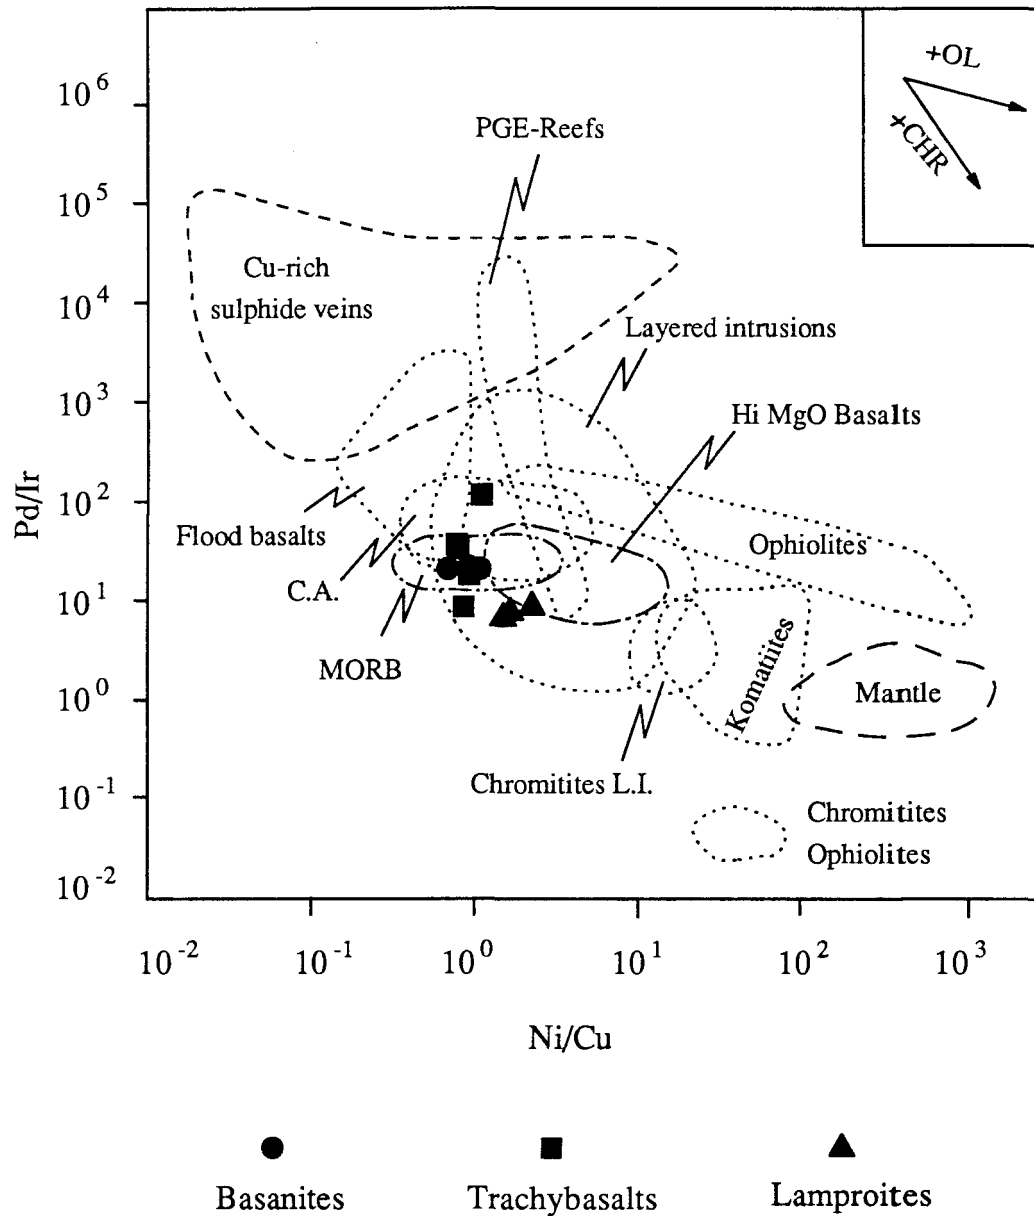 +OL
+CHR
PGE-Reefs
Cu-rich
sulphide veins
Layered intrusions
Hi MgO Basalts
Flood basalts
Ophiolites
C.A.
MORB
Komatiites
Mantle
Chromitites L.I.
Chromitites
Ophiolites
Pd/Ir
10^6
10^5
10^4
10^3
10^2
10^1
10^0
10^-1
10^-2
10^-2 10^-1 10^0 10^1 10^2 10^3
Ni/Cu
Basanites Trachybasalts Lamproites